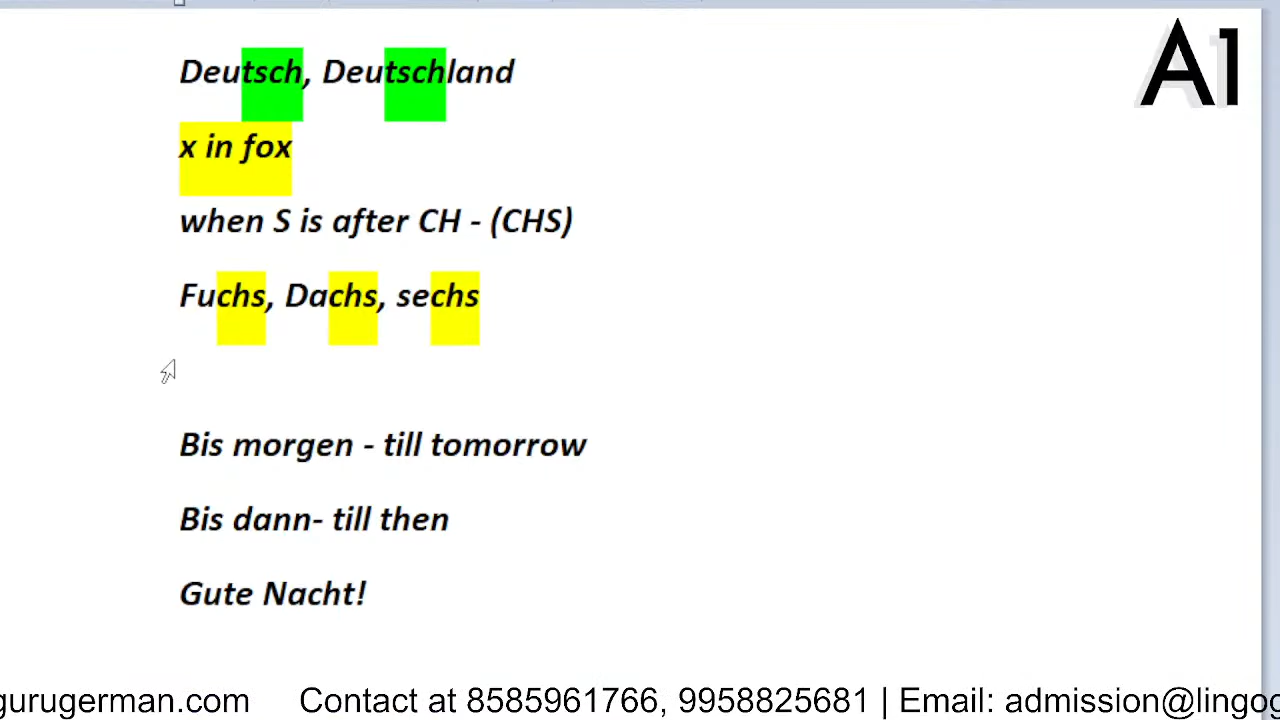 A1
Deutsch, Deutschland
x in fox
when S is after CH - (CHS)
Fuchs, Dachs, sechs
Bis morgen - till tomorrow
Bis dann- till then
Gute Nacht!
gurugerman.com Contact at 8585961766, 9958825681 | Email: admission@lingog